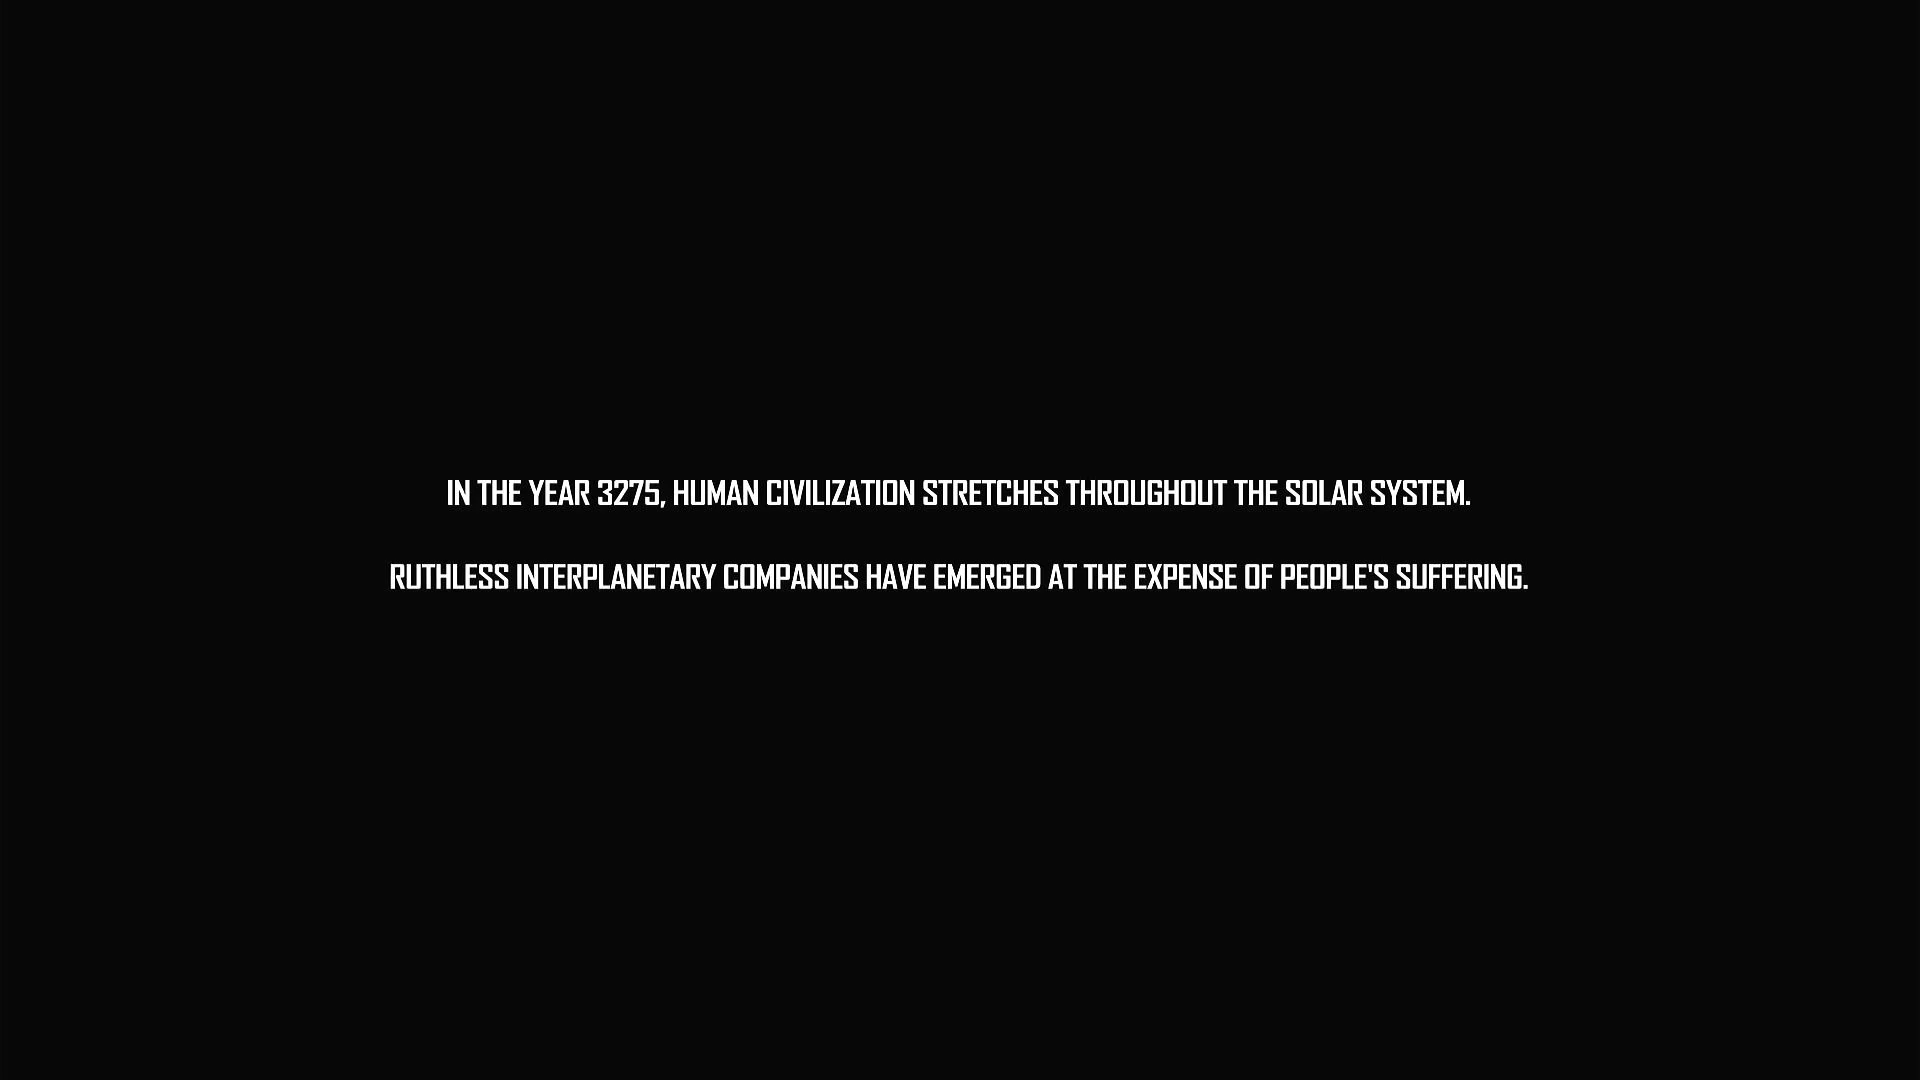 IN THE YEAR 3275, HUMAN CIVILIZATION STRETCHES THROUGHOUT THE SOLAR SYSTEM.
RUTHLESS INTERPLANETARY COMPANIES HAVE EMERGED AT THE EXPENSE OF PEOPLE'S SUFFERING.